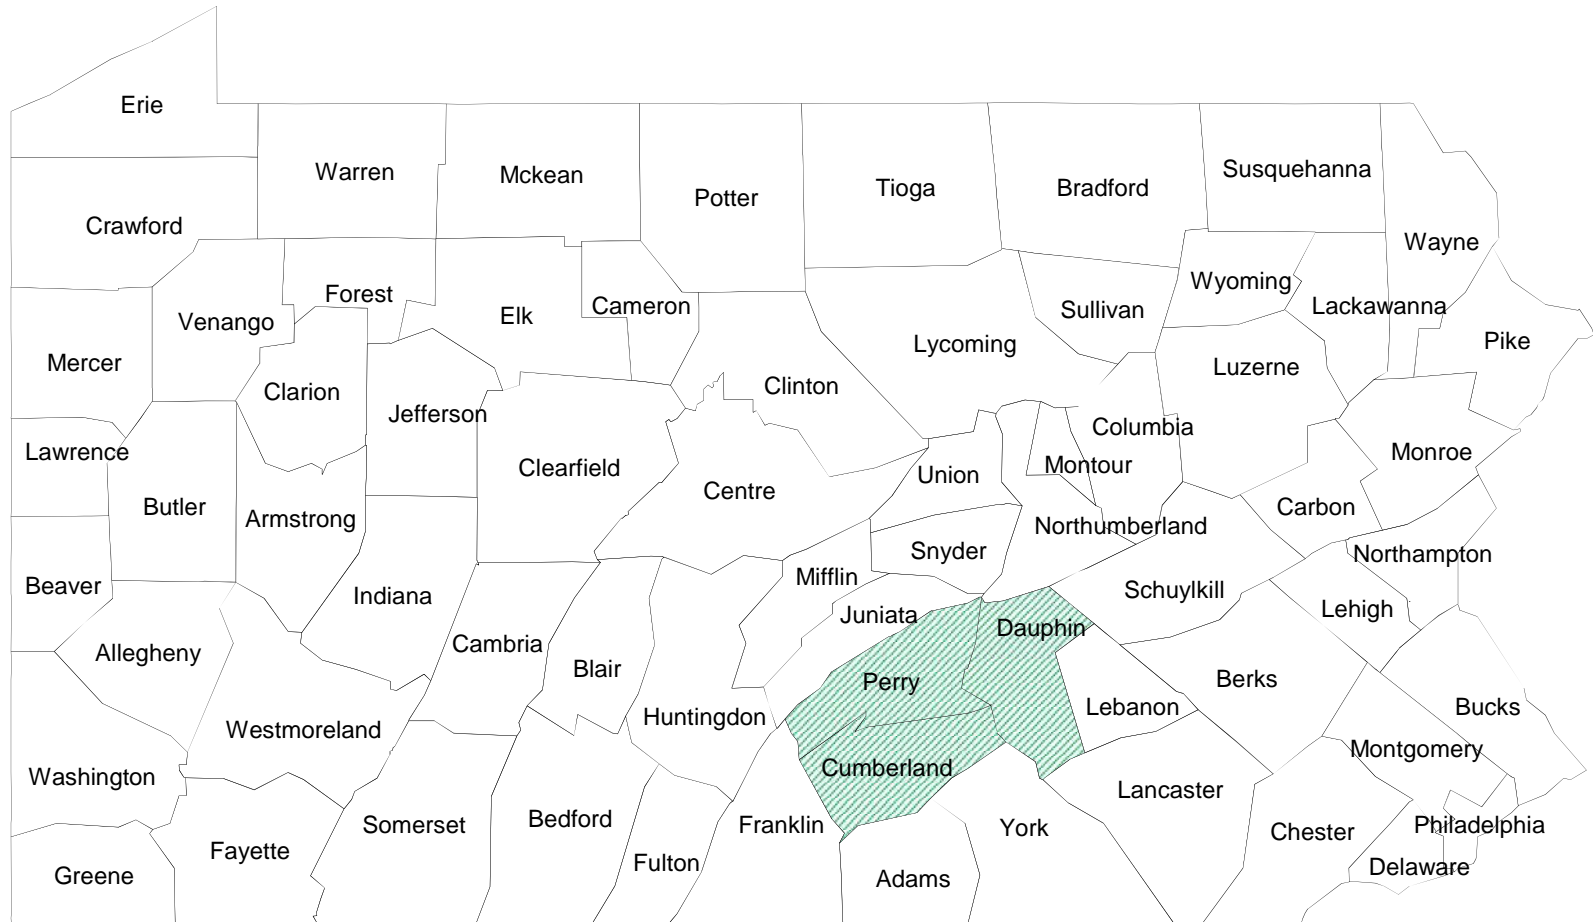 Erie
Warren
Mckean
Potter
Tioga
Bradford
Susquehanna
Wayne
Crawford
Forest
Venango
Elk
Cameron
Sullivan
Wyoming
Lackawanna
Pike
Mercer
Clarion
Jefferson
Clinton
Lycoming
Luzerne
Columbia
Monroe
Lawrence
Butler
Armstrong
Clearfield
Centre
Union
Montour
Northumberland
Carbon
Northampton
Beaver
Indiana
Mifflin
Snyder
Schuylkill
Lehigh
Juniata
Dauphin
Allegheny
Cambria
Blair
Perry
Berks
Westmoreland
Huntingdon
Lebanon
Bucks
Montgomery
Washington
Cumberland
Lancaster
Somerset
Bedford
Franklin
York
Chester
Philadelphia
Greene
Fayette
Fulton
Adams
Delaware